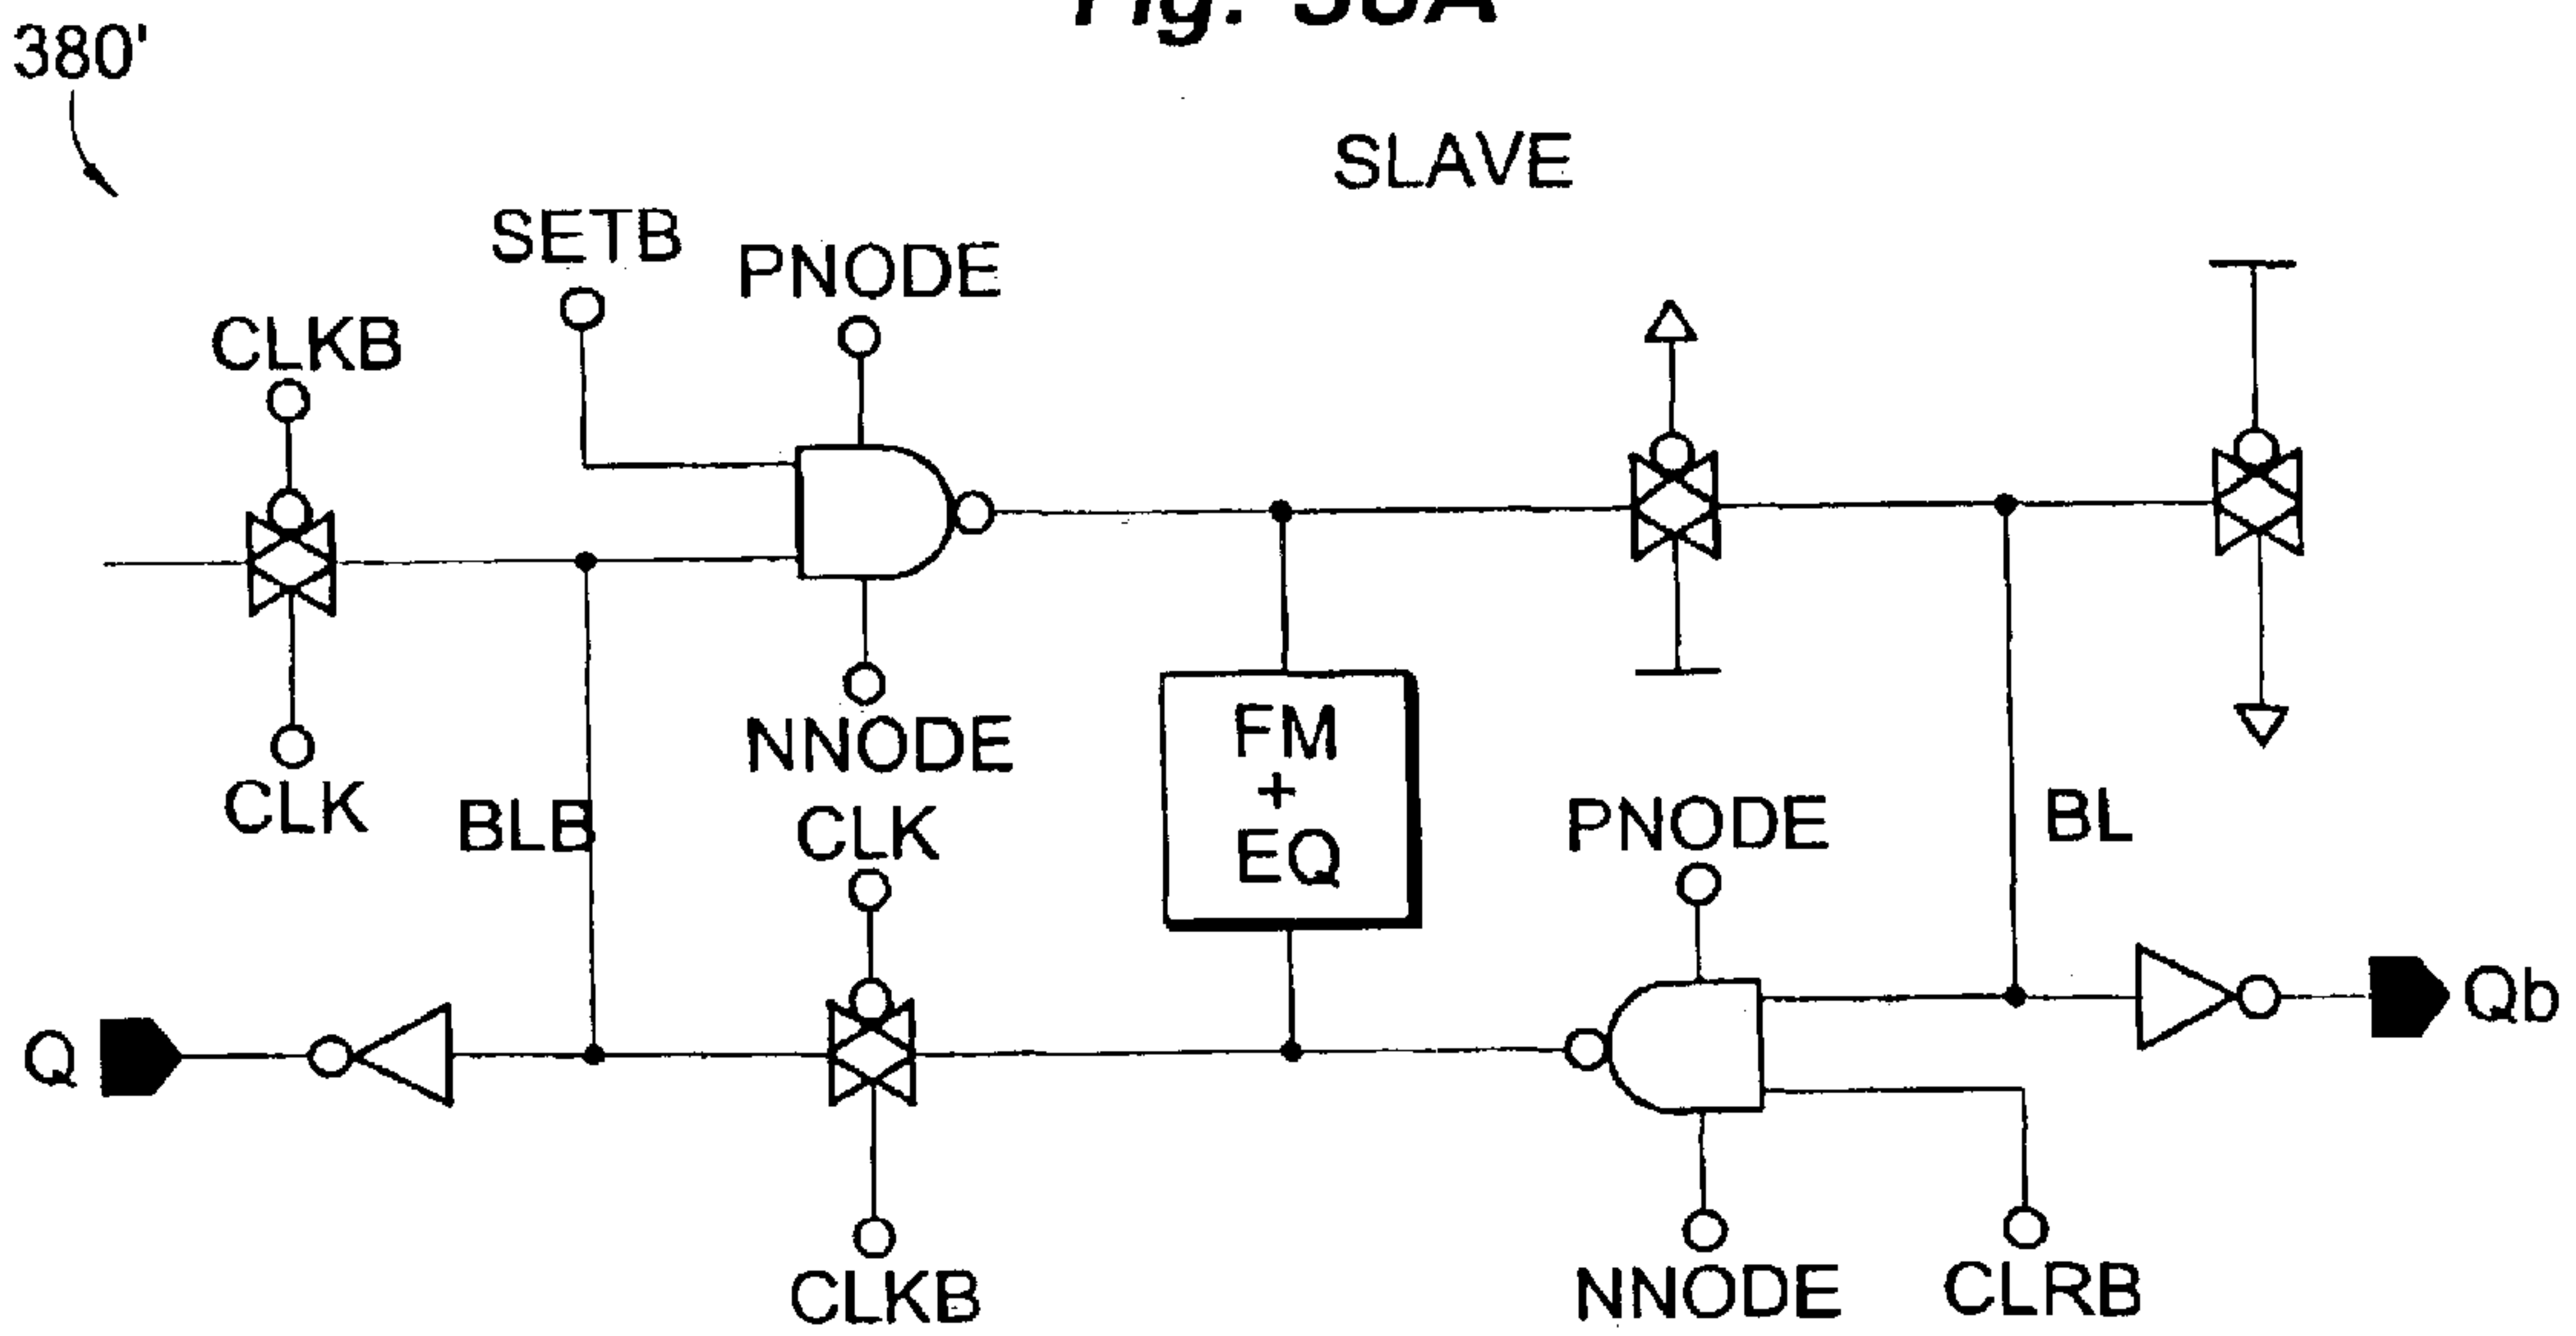 380'
SLAVE
SETB
PNODE
CLKB
CLK
BLB
NNODE
CLK
FM
+
EQ
PNODE
BL
Q
Qb
CLKB
NNODE
CLRB